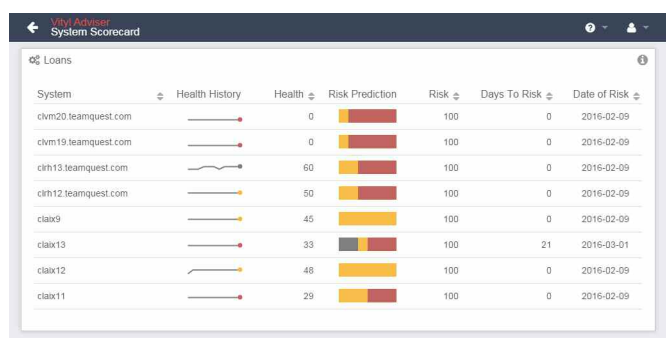 Vityl Adviser
System Scorecard
Loans
System Health History Health Risk Prediction Risk Days To Risk Date of Risk
clvm20.teamquest.com 0 100 0 2016-02-09
clvm19.teamquest.com 0 100 0 2016-02-09
clrh13.teamquest.com 60 100 0 2016-02-09
clrh12.teamquest.com 50 100 0 2016-02-09
claix9 45 100 0 2016-02-09
claix13 33 100 21 2016-03-01
claix12 48 100 0 2016-02-09
claix11 29 100 0 2016-02-09